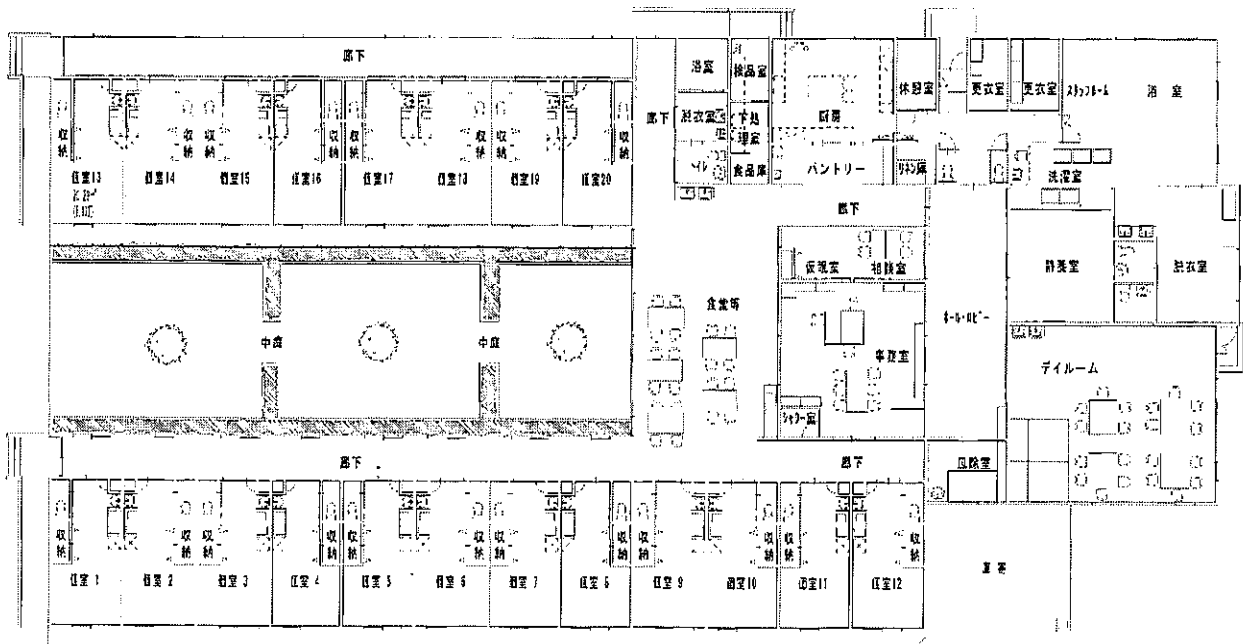 廊下
浴室
検品室
休憩室
更衣室
更衣室
スタッフルーム
浴室
収納
収納
収納
収納
収納
収納
収納
収納
廊下
脱衣室
下処理室
厨房
トイレ
食品庫
パントリー
リネン庫
洗濯室
個室13
個室14
個室15
個室16
個室17
個室18
個室19
個室20
廊下
仮眠室
相談室
静養室
脱衣室
食堂等
ホール・ロビー
中庭
中庭
事務室
デイルーム
シャワー室
廊下
廊下
風除室
収納
収納
収納
収納
収納
収納
収納
収納
収納
収納
収納
収納
個室 1
個室 2
個室 3
個室 4
個室 5
個室 6
個室 7
個室 8
個室 9
個室10
個室11
個室12
車寄